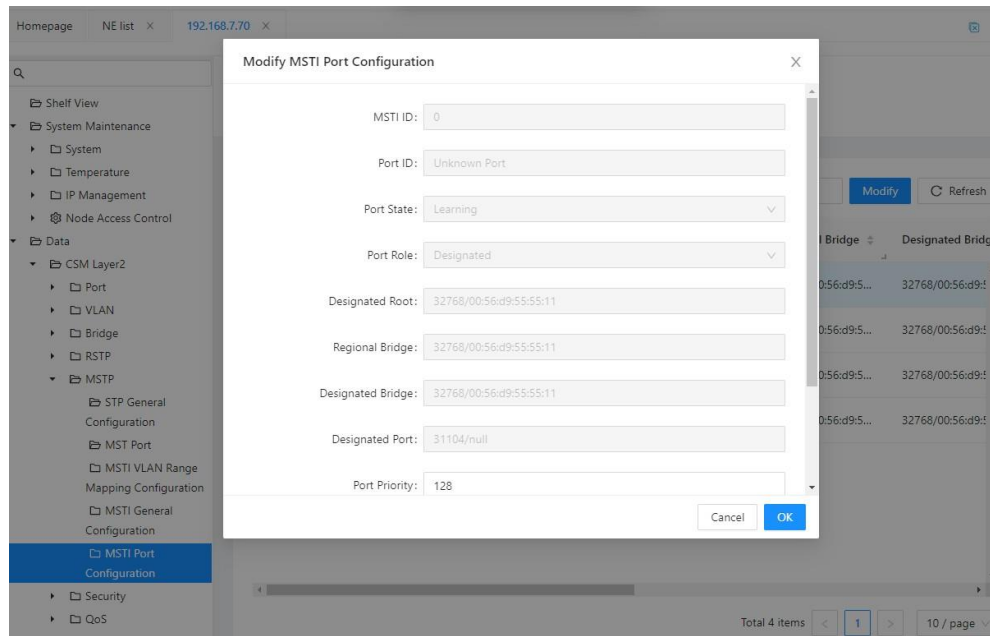 Homepage
NE list
192.168.7.70
Shelf View
System Maintenance
System
Temperature
IP Management
Node Access Control
Data
CSM Layer2
Port
VLAN
Bridge
RSTP
MSTP
STP General
Configuration
MST Port
MSTI VLAN Range
Mapping Configuration
MSTI General
Configuration
MSTI Port
Configuration
Security
QoS
Modify MSTI Port Configuration
MSTI ID: 0
Port ID: Unknown Port
Port State: Learning
Port Role: Designated
Designated Root: 32768/00:56:d9:55:55:11
Regional Bridge: 32768/00:56:d9:55:55:11
Designated Bridge: 32768/00:56:d9:55:55:11
Designated Port: 31104/null
Port Priority: 128
Cancel OK
Modify Refresh
l Bridge Designated Bridg
0:56:d9:5... 32768/00:56:d9:5
0:56:d9:5... 32768/00:56:d9:5
0:56:d9:5... 32768/00:56:d9:5
0:56:d9:5... 32768/00:56:d9:5
Total 4 items < 1 > 10 / page